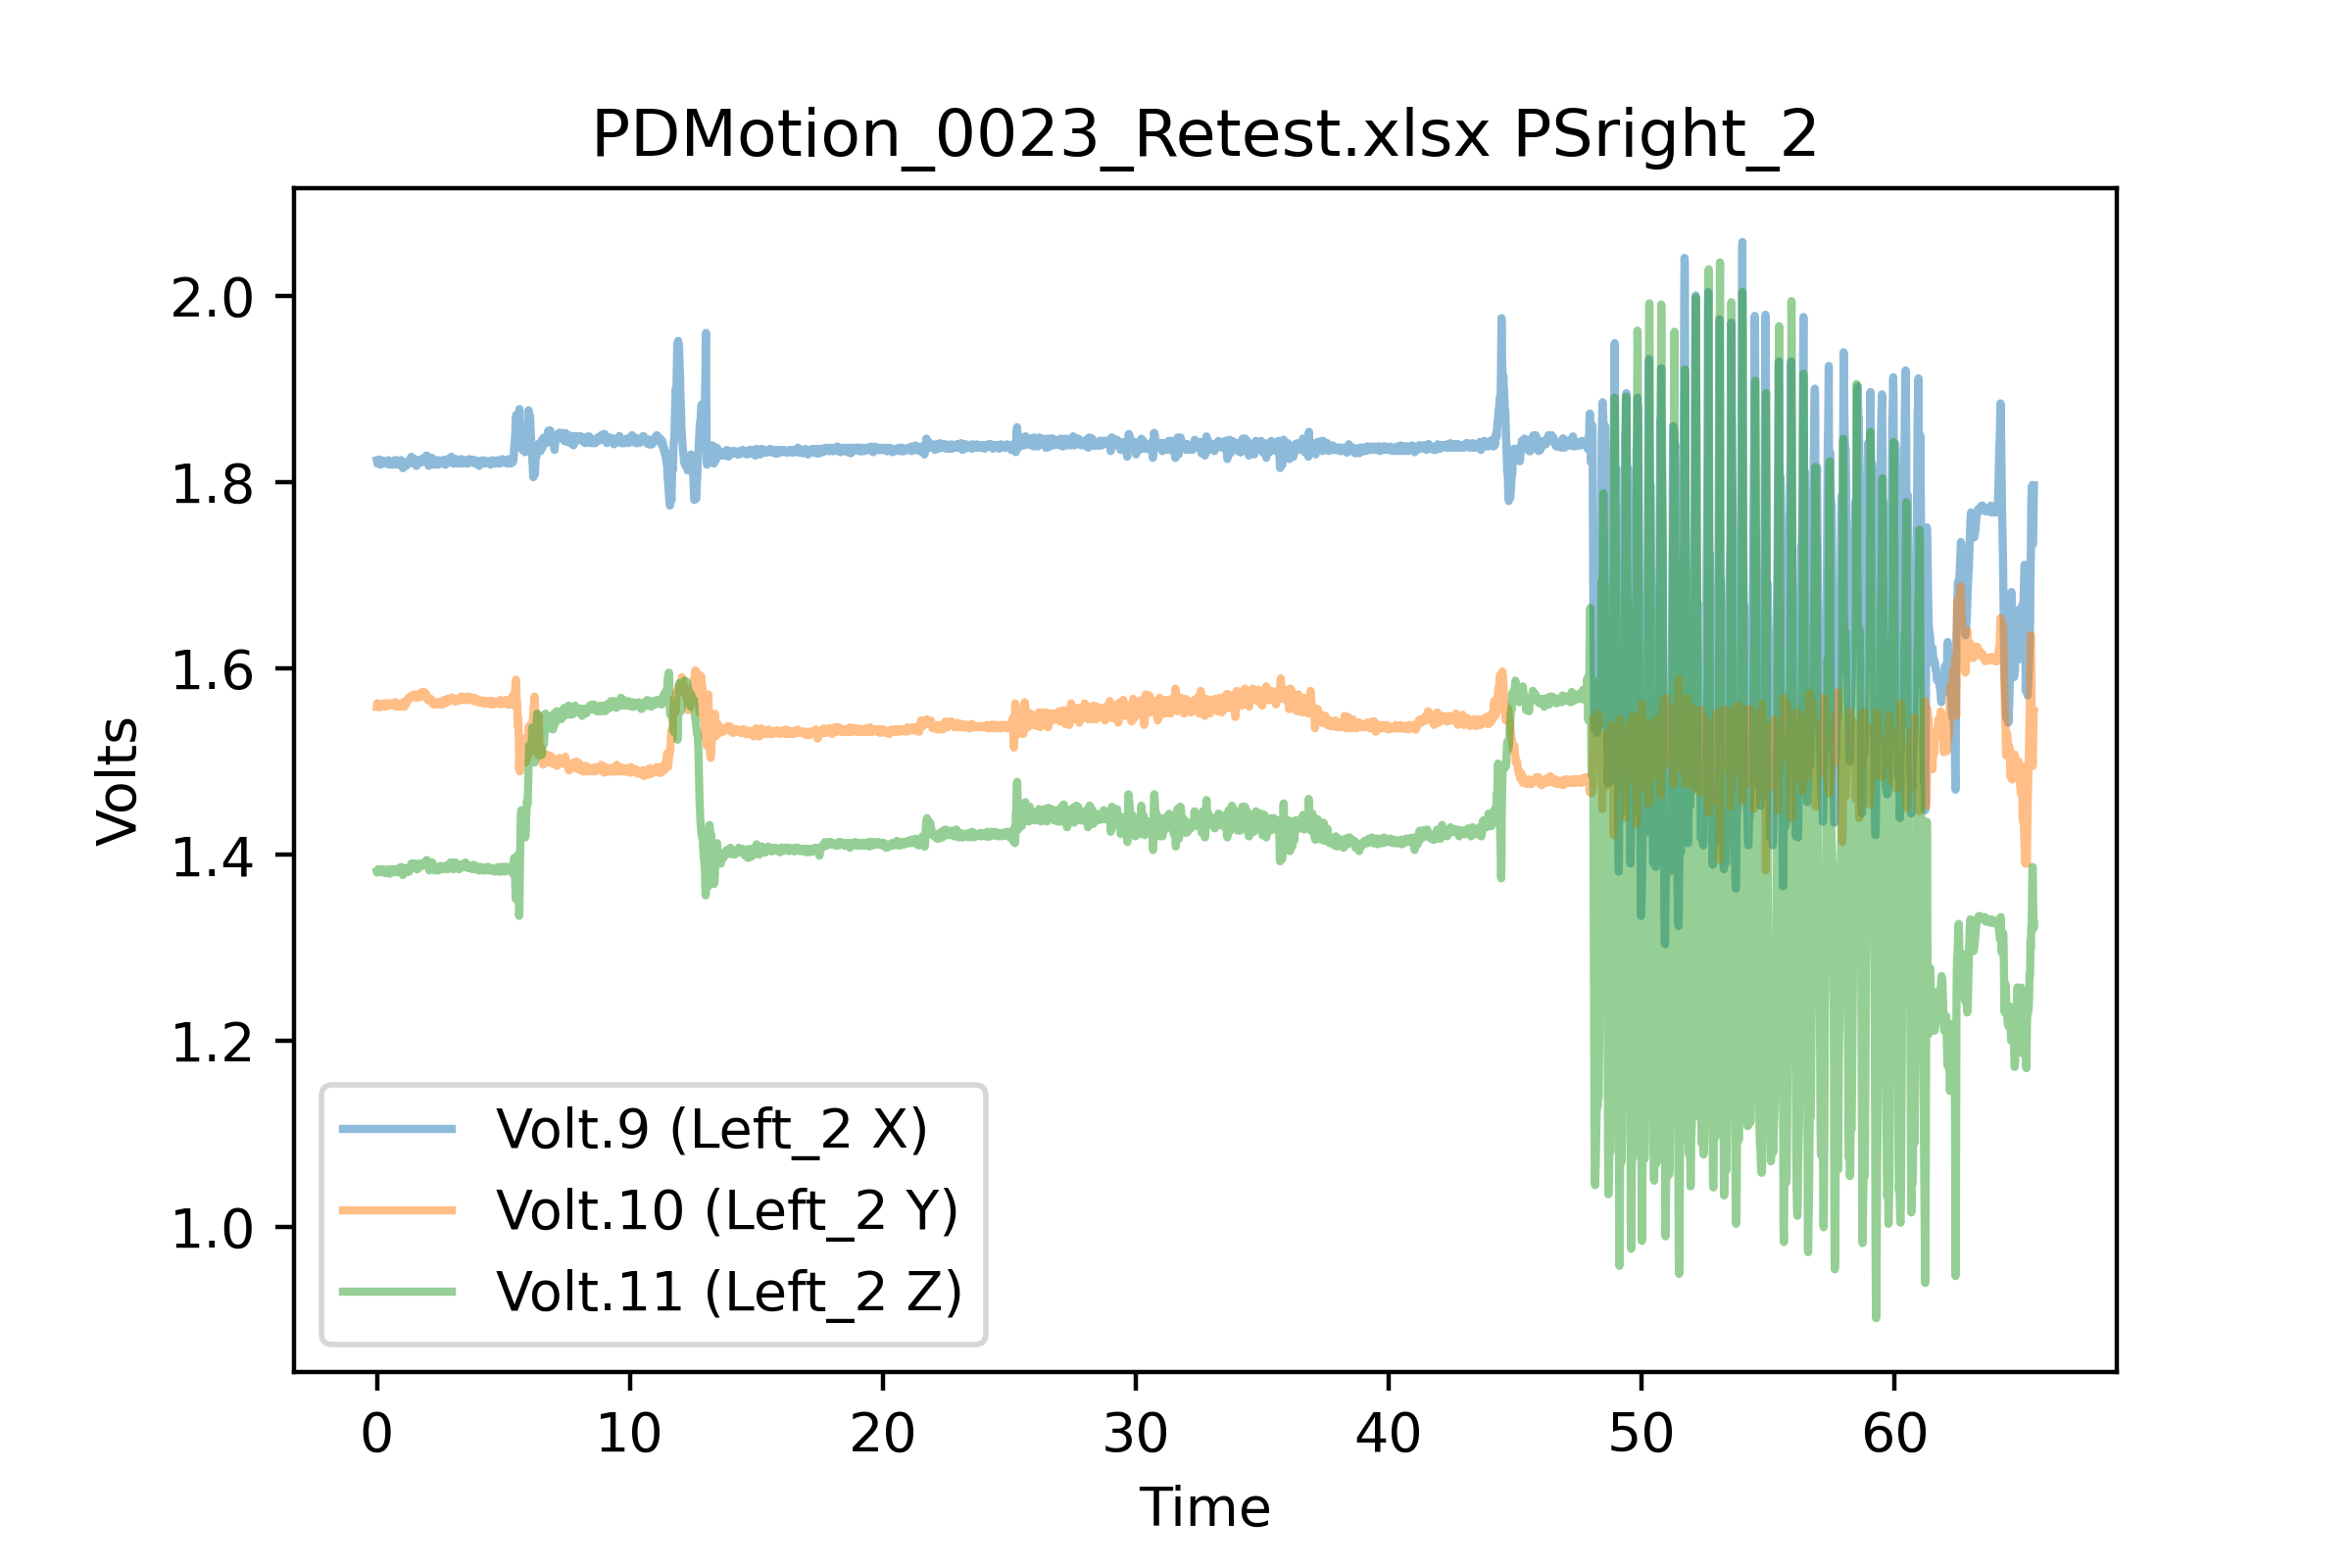 PDMotion_0023_Retest.xlsx PSright_2
Volts
2.0
1.8
1.6
1.4
1.2
1.0
Volt.9 (Left_2 X)
Volt.10 (Left_2 Y)
Volt.11 (Left_2 Z)
0 10 20 30 40 50 60
Time